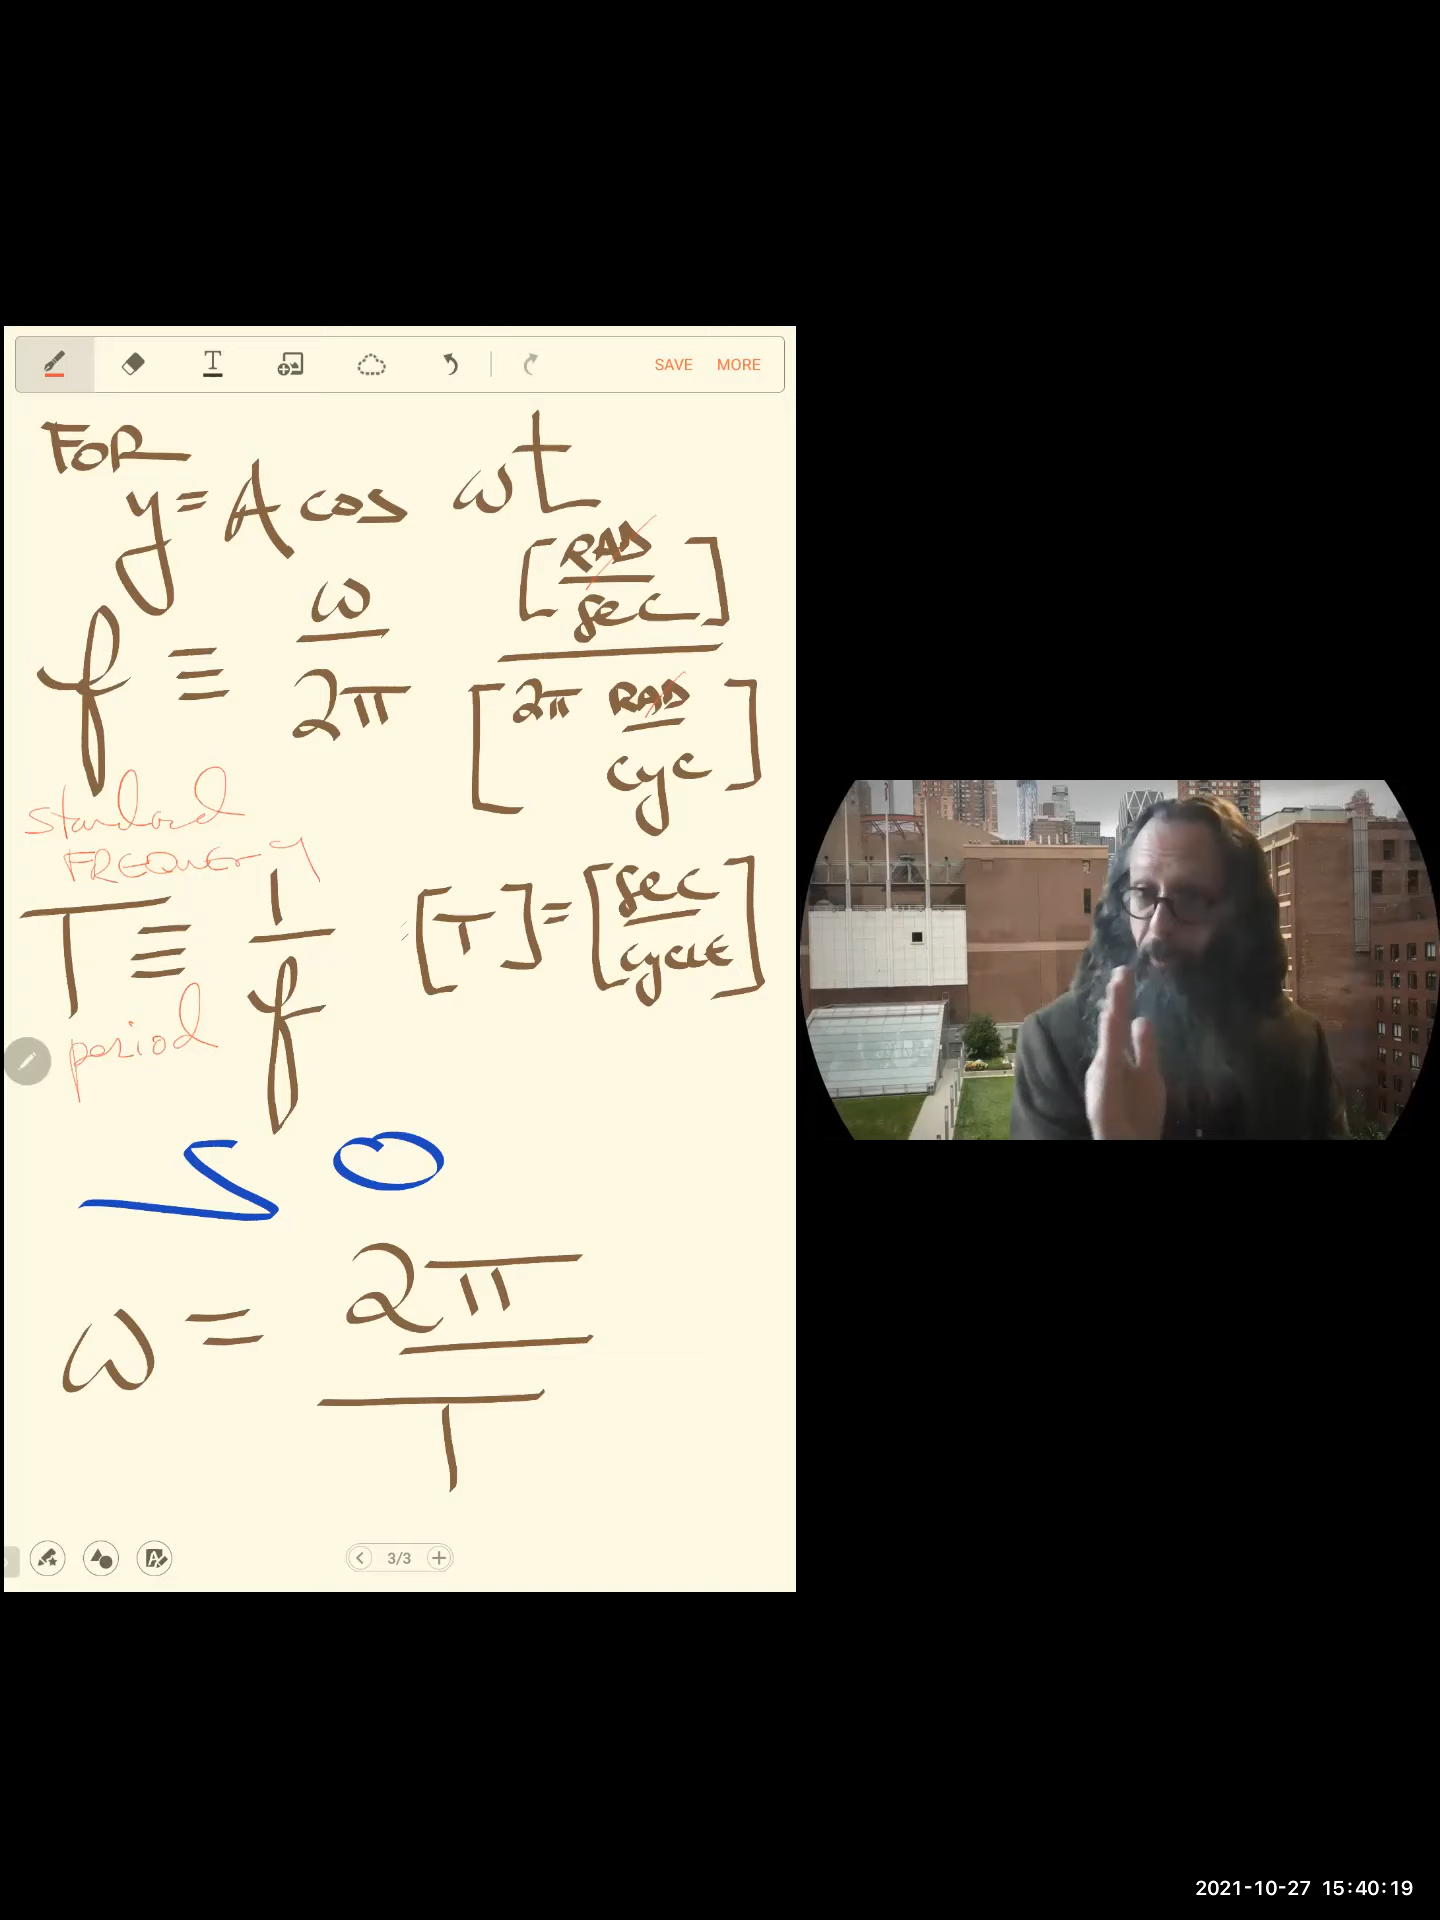 SAVE MORE
FOR
y = A cos ωt
f ≡ ω / 2π [RAD / sec] / [2π RAD / cyc]
standard
FREQUENCY
T ≡ 1 / f [T] = [sec / CYCLE]
period
SO
ω = 2π / T
3/3
2021-10-27 15:40:19